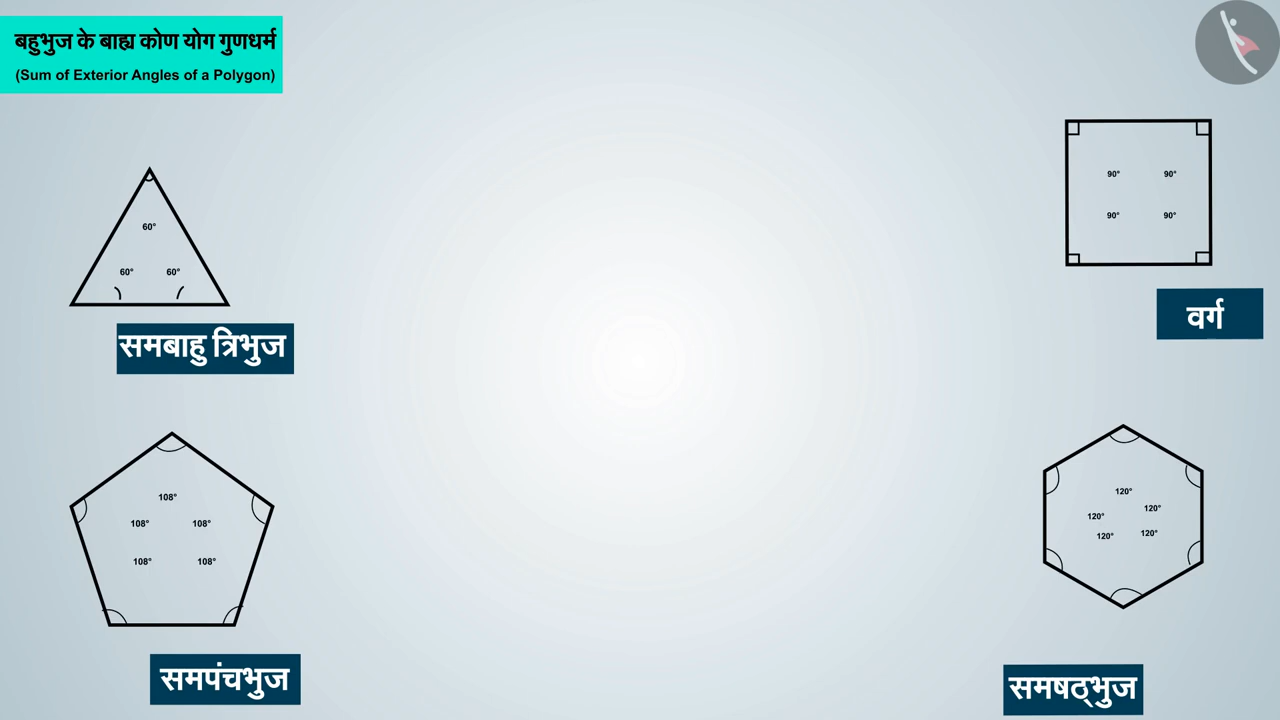 बहुभुज के बाह्य कोण योग गुणधर्म
(Sum of Exterior Angles of a Polygon)
60°
60° 60°
समबाहु त्रिभुज
90° 90°
90° 90°
वर्ग
108°
108° 108°
108° 108°
समपंचभुज
120°
120°
120°
120°
120°
समषठ्भुज